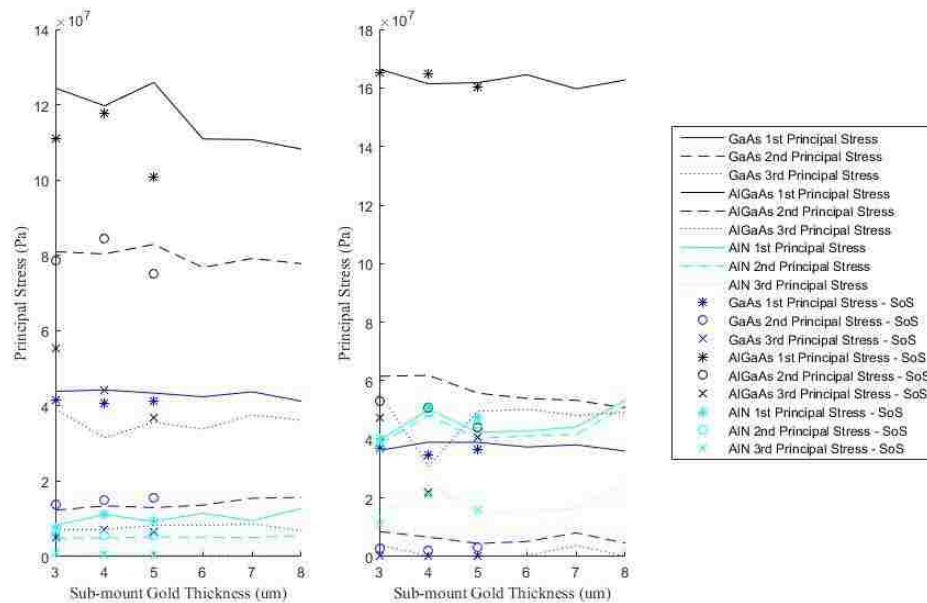 ×10⁷
14
12
10
8
6
4
2
0
Principal Stress (Pa)
3 4 5 6 7 8
Sub-mount Gold Thickness (um)
×10⁷
18
16
14
12
10
8
6
4
2
0
Principal Stress (Pa)
3 4 5 6 7 8
Sub-mount Gold Thickness (um)
GaAs 1st Principal Stress
GaAs 2nd Principal Stress
GaAs 3rd Principal Stress
AlGaAs 1st Principal Stress
AlGaAs 2nd Principal Stress
AlGaAs 3rd Principal Stress
AlN 1st Principal Stress
AlN 2nd Principal Stress
AlN 3rd Principal Stress
GaAs 1st Principal Stress - SoS
GaAs 2nd Principal Stress - SoS
GaAs 3rd Principal Stress - SoS
AlGaAs 1st Principal Stress - SoS
AlGaAs 2nd Principal Stress - SoS
AlGaAs 3rd Principal Stress - SoS
AlN 1st Principal Stress - SoS
AlN 2nd Principal Stress - SoS
AlN 3rd Principal Stress - SoS